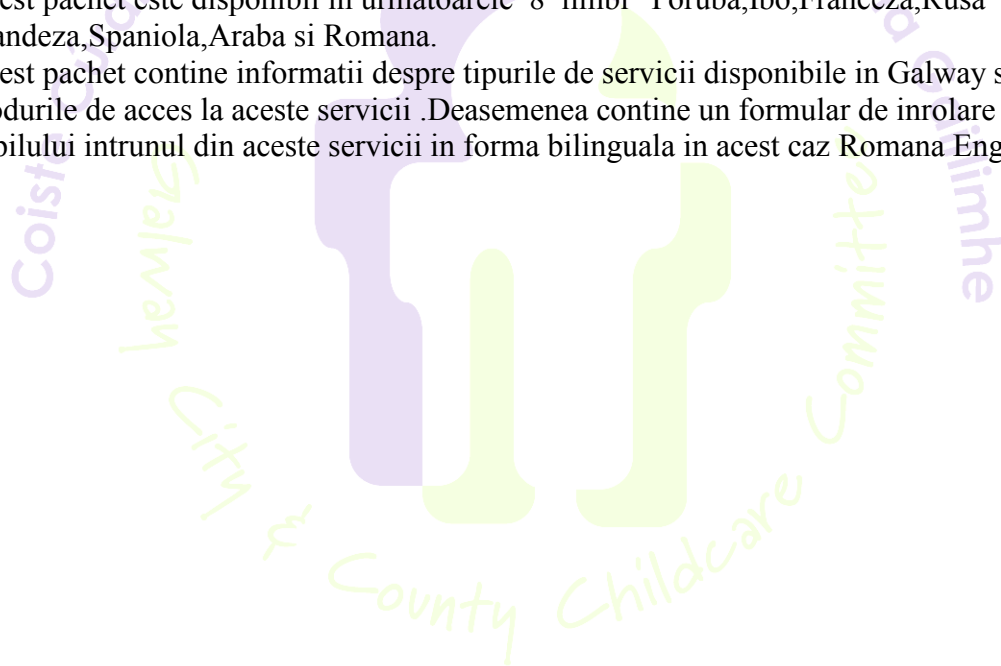 est pachet este disponibil in urmatoarele 8 limbi Yoruba,Ibo,Franceza,Rusa
andeza,Spaniola,Araba si Romana.
est pachet contine informatii despre tipurile de servicii disponibile in Galway s
odurile de acces la aceste servicii .Deasemenea contine un formular de inrolare
pilului intrunul din aceste servicii in forma bilinguala in acest caz Romana Eng
Coiste
Gailimhe
Galway City & County Childcare Committee